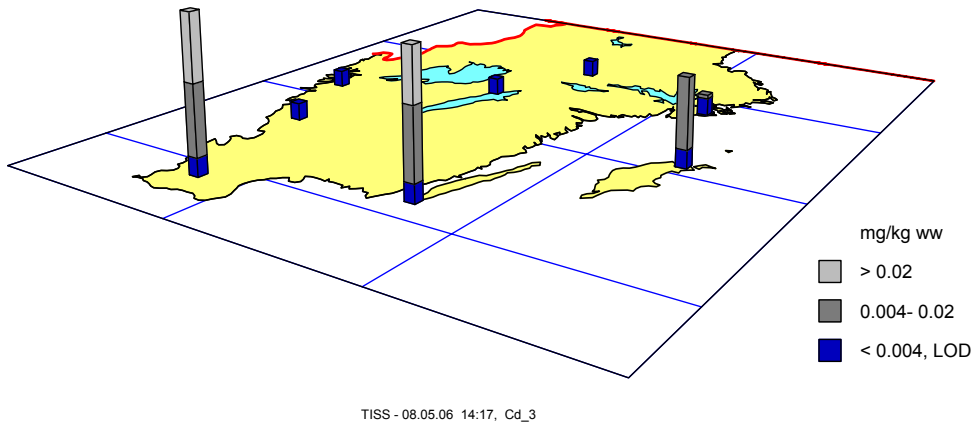 mg/kg ww
> 0.02
0.004- 0.02
< 0.004, LOD
TISS - 08.05.06 14:17, Cd_3